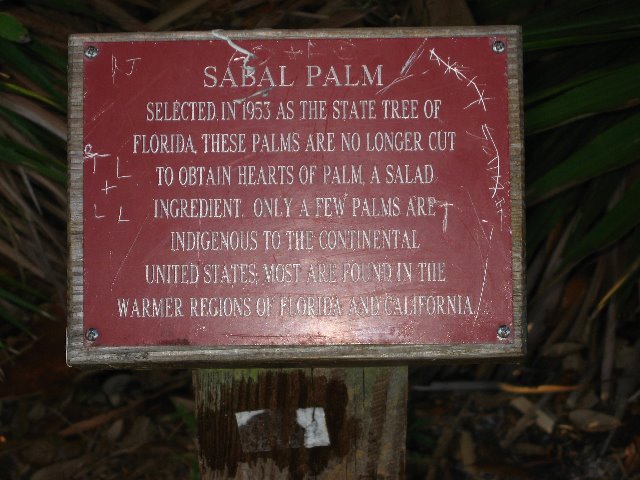 SABAL PALM
SELECTED IN 1953 AS THE STATE TREE OF
FLORIDA, THESE PALMS ARE NO LONGER CUT
TO OBTAIN HEARTS OF PALM, A SALAD
INGREDIENT. ONLY A FEW PALMS ARE
INDIGENOUS TO THE CONTINENTAL
UNITED STATES; MOST ARE FOUND IN THE
WARMER REGIONS OF FLORIDA AND CALIFORNIA.